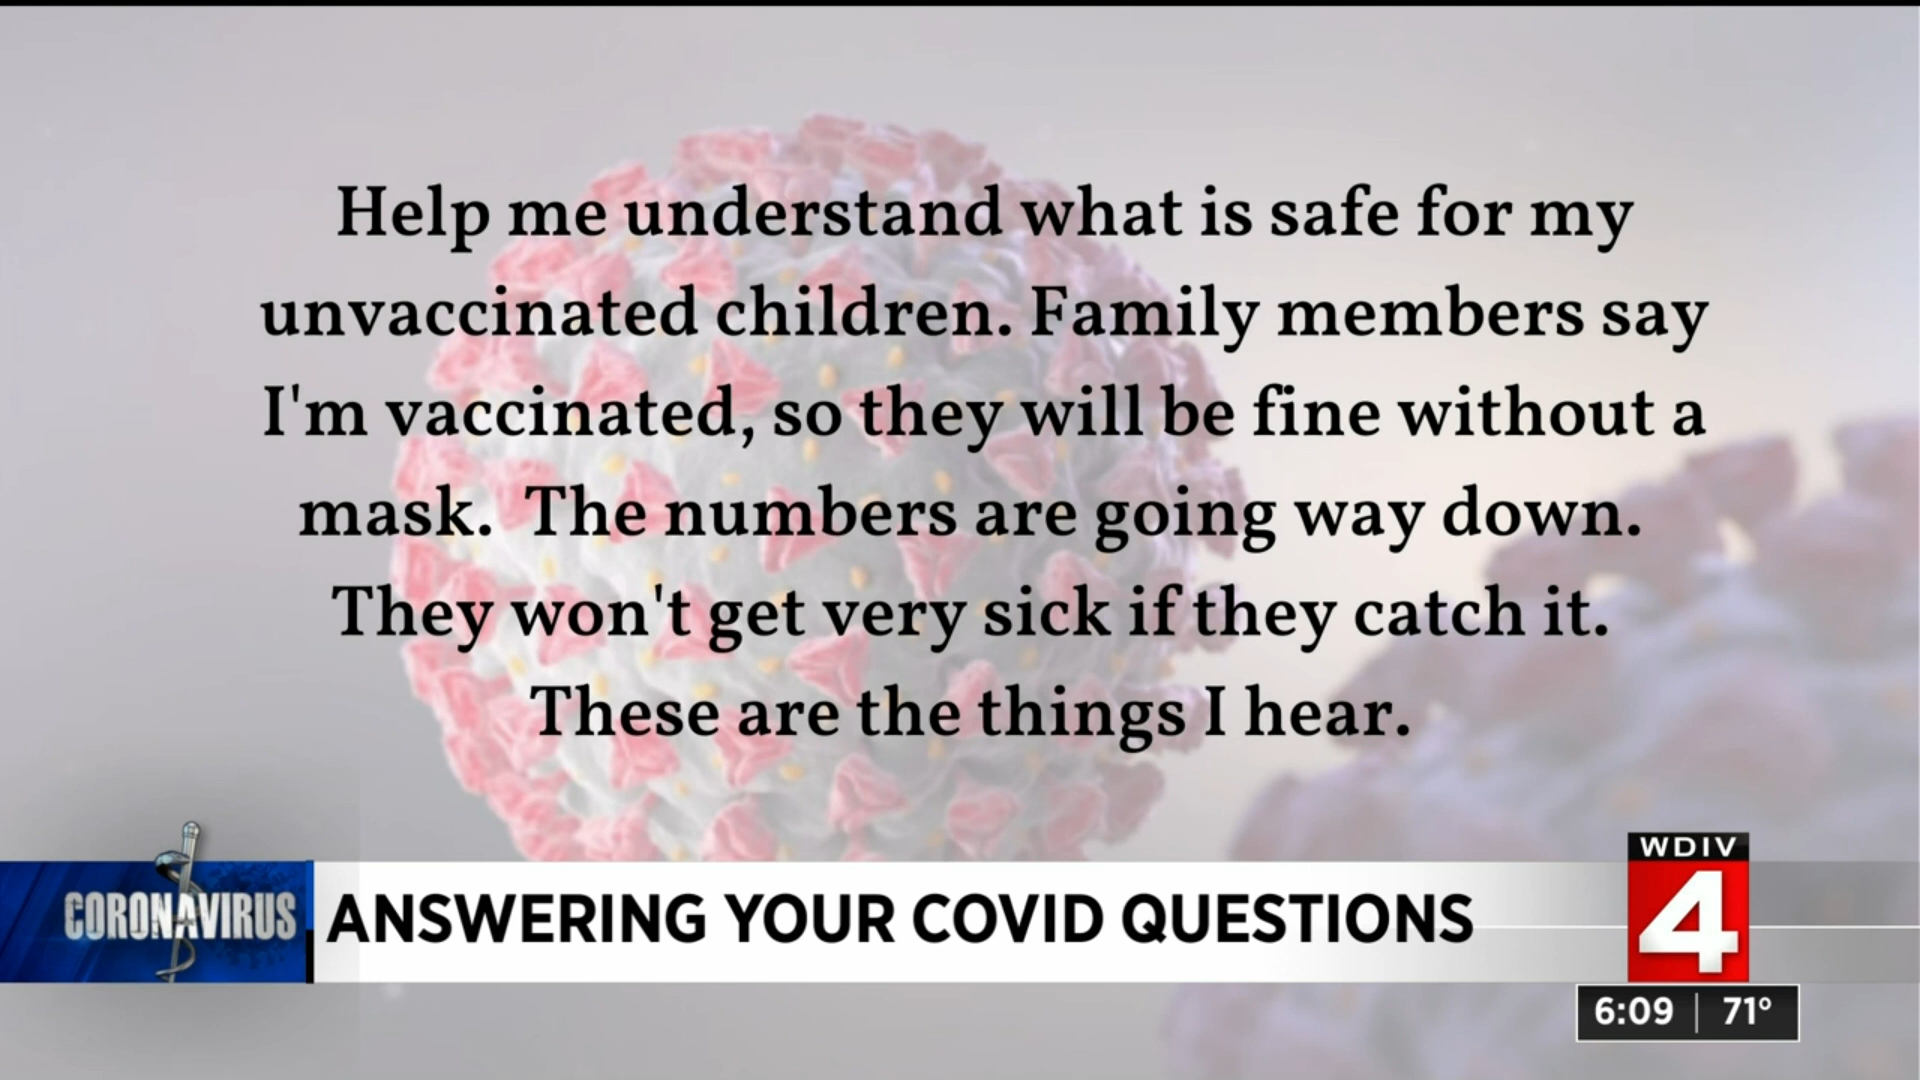 Help me understand what is safe for my
unvaccinated children. Family members say
I'm vaccinated, so they will be fine without a
mask.  The numbers are going way down.
They won't get very sick if they catch it.
These are the things I hear.
CORONAVIRUS
ANSWERING YOUR COVID QUESTIONS
WDIV
4
6:09 | 71°